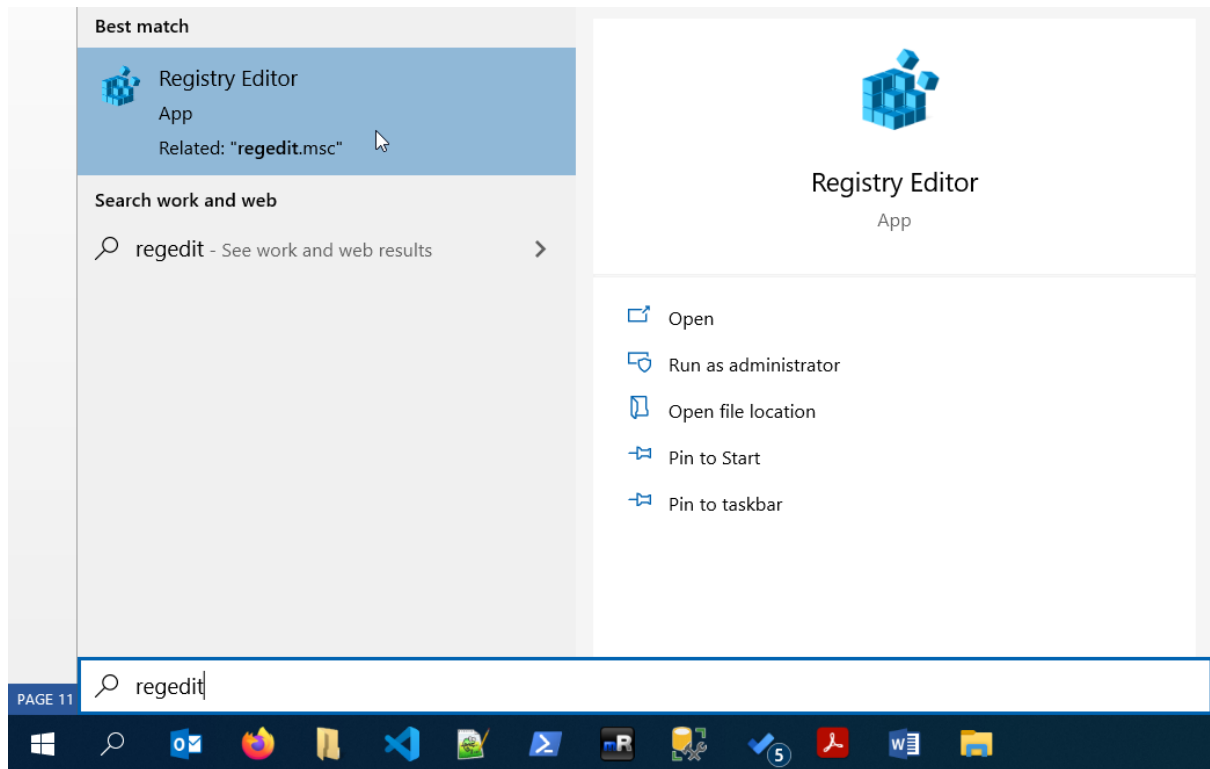 Best match
Registry Editor
App
Related: "regedit.msc"
Search work and web
regedit - See work and web results
Registry Editor
App
Open
Run as administrator
Open file location
Pin to Start
Pin to taskbar
PAGE 11
regedit
o
mR
5
W